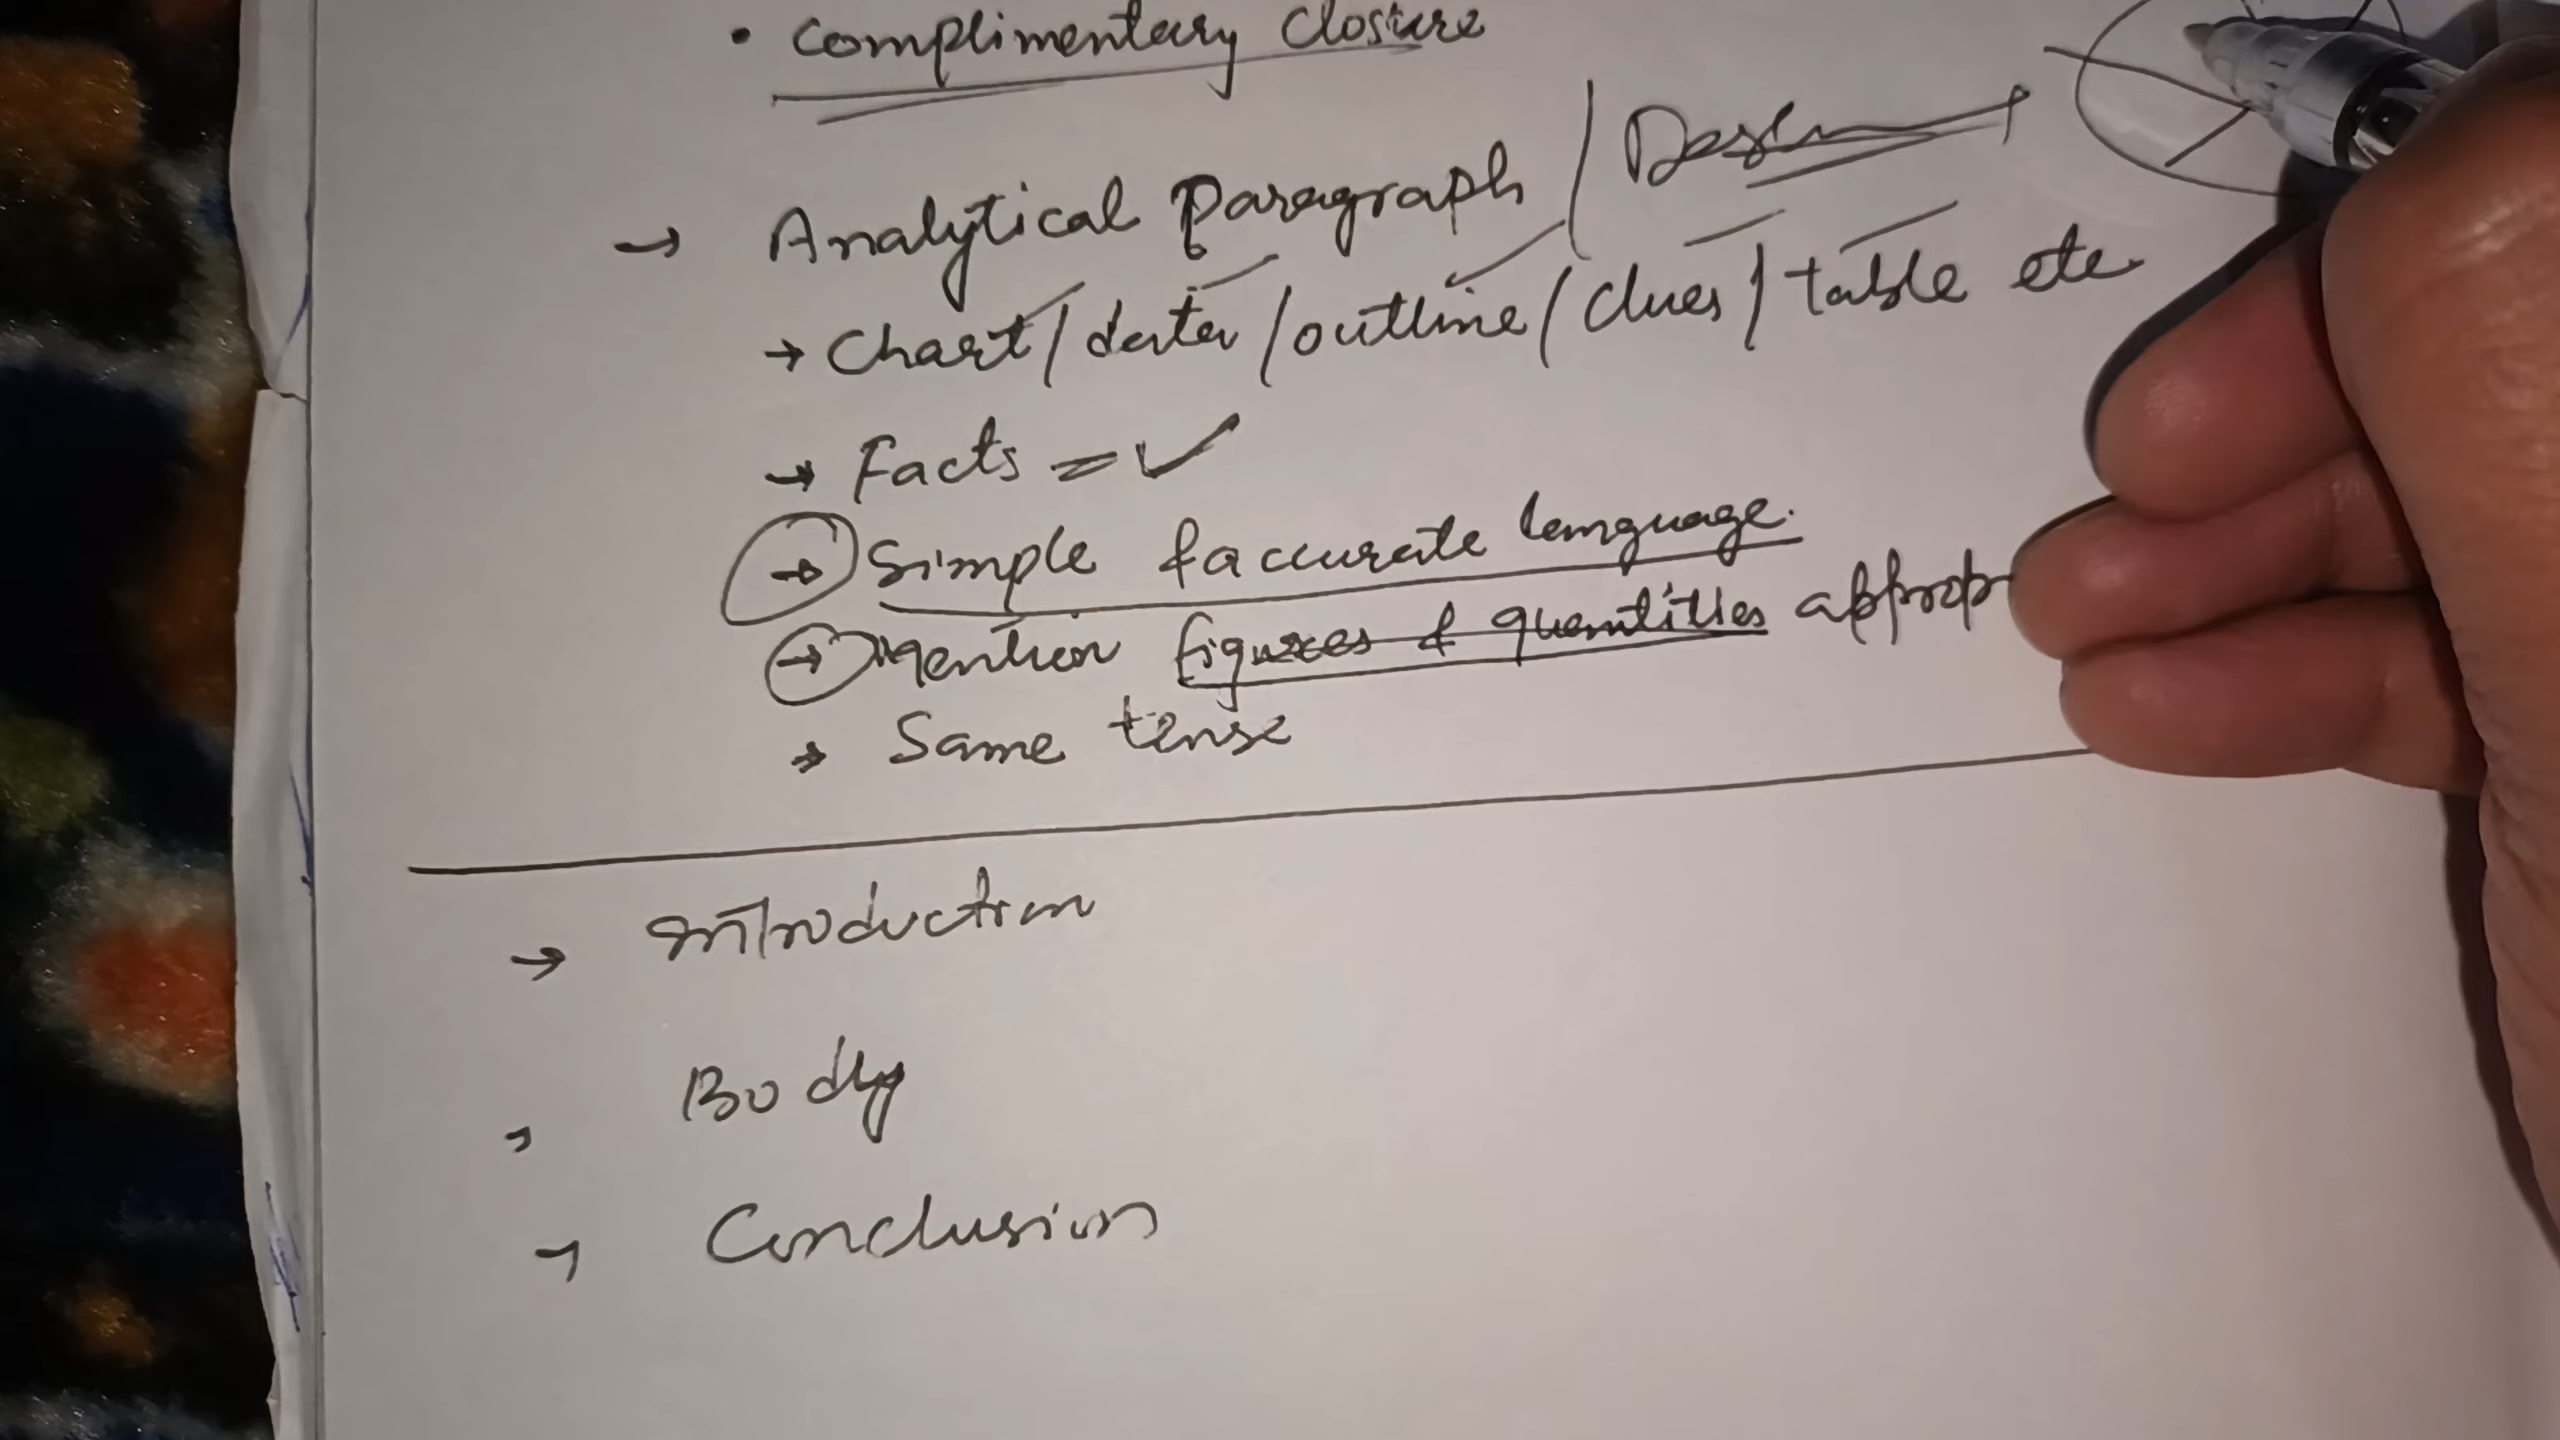 • Complimentary Closure
→ Analytical Paragraph /
→ Chart / data / outline / Clues / table etc.
→ Facts = ✓
→ Simple & accurate language.
→ Mention figures & quantities approp
→ Same tense
→ Introduction
→ Body
→ Conclusion